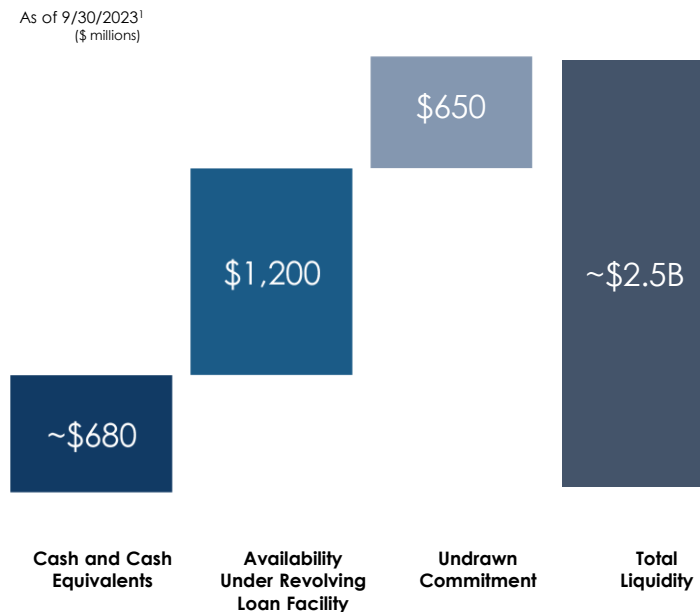 As of 9/30/2023¹
($ millions)
$650
$1,200
~$2.5B
~$680
Cash and Cash
Equivalents
Availability
Under Revolving
Loan Facility
Undrawn
Commitment
Total
Liquidity